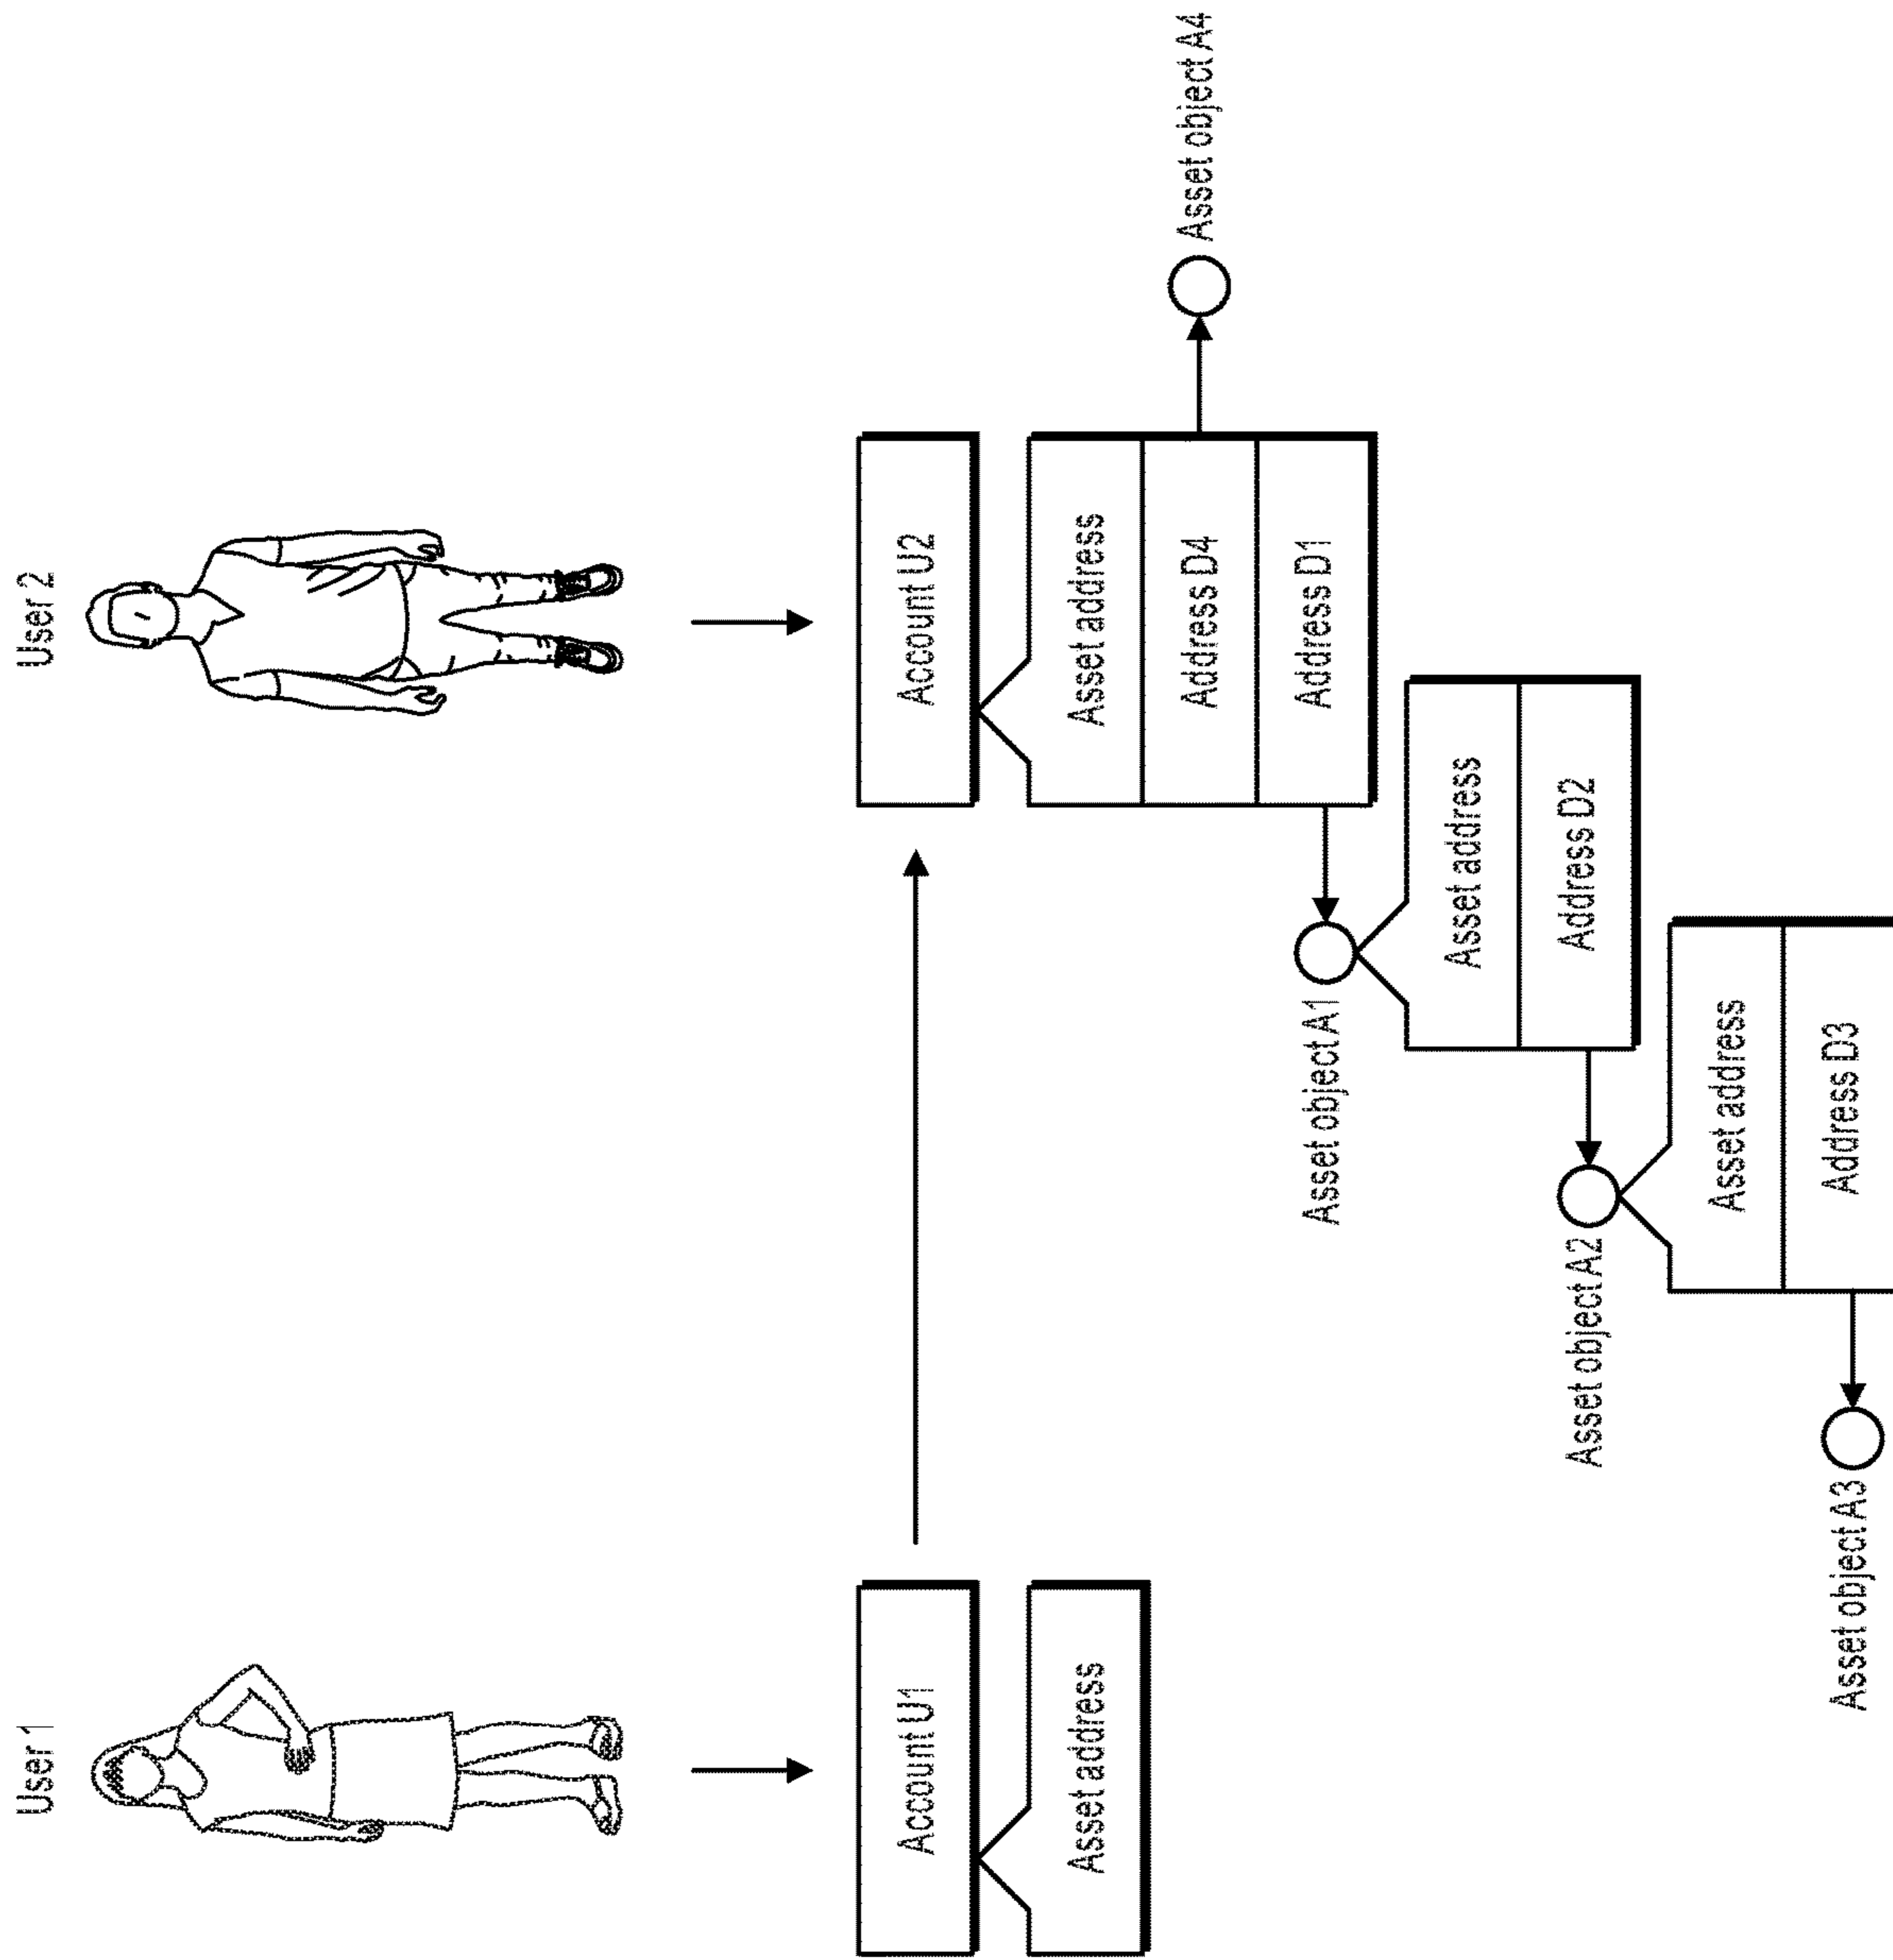 User 1
User 2
Account U1
Account U2
Asset address
Asset address
Address D4
Asset object A4
Address D1
Asset object A1
Asset address
Address D2
Asset object A2
Asset address
Address D3
Asset object A3